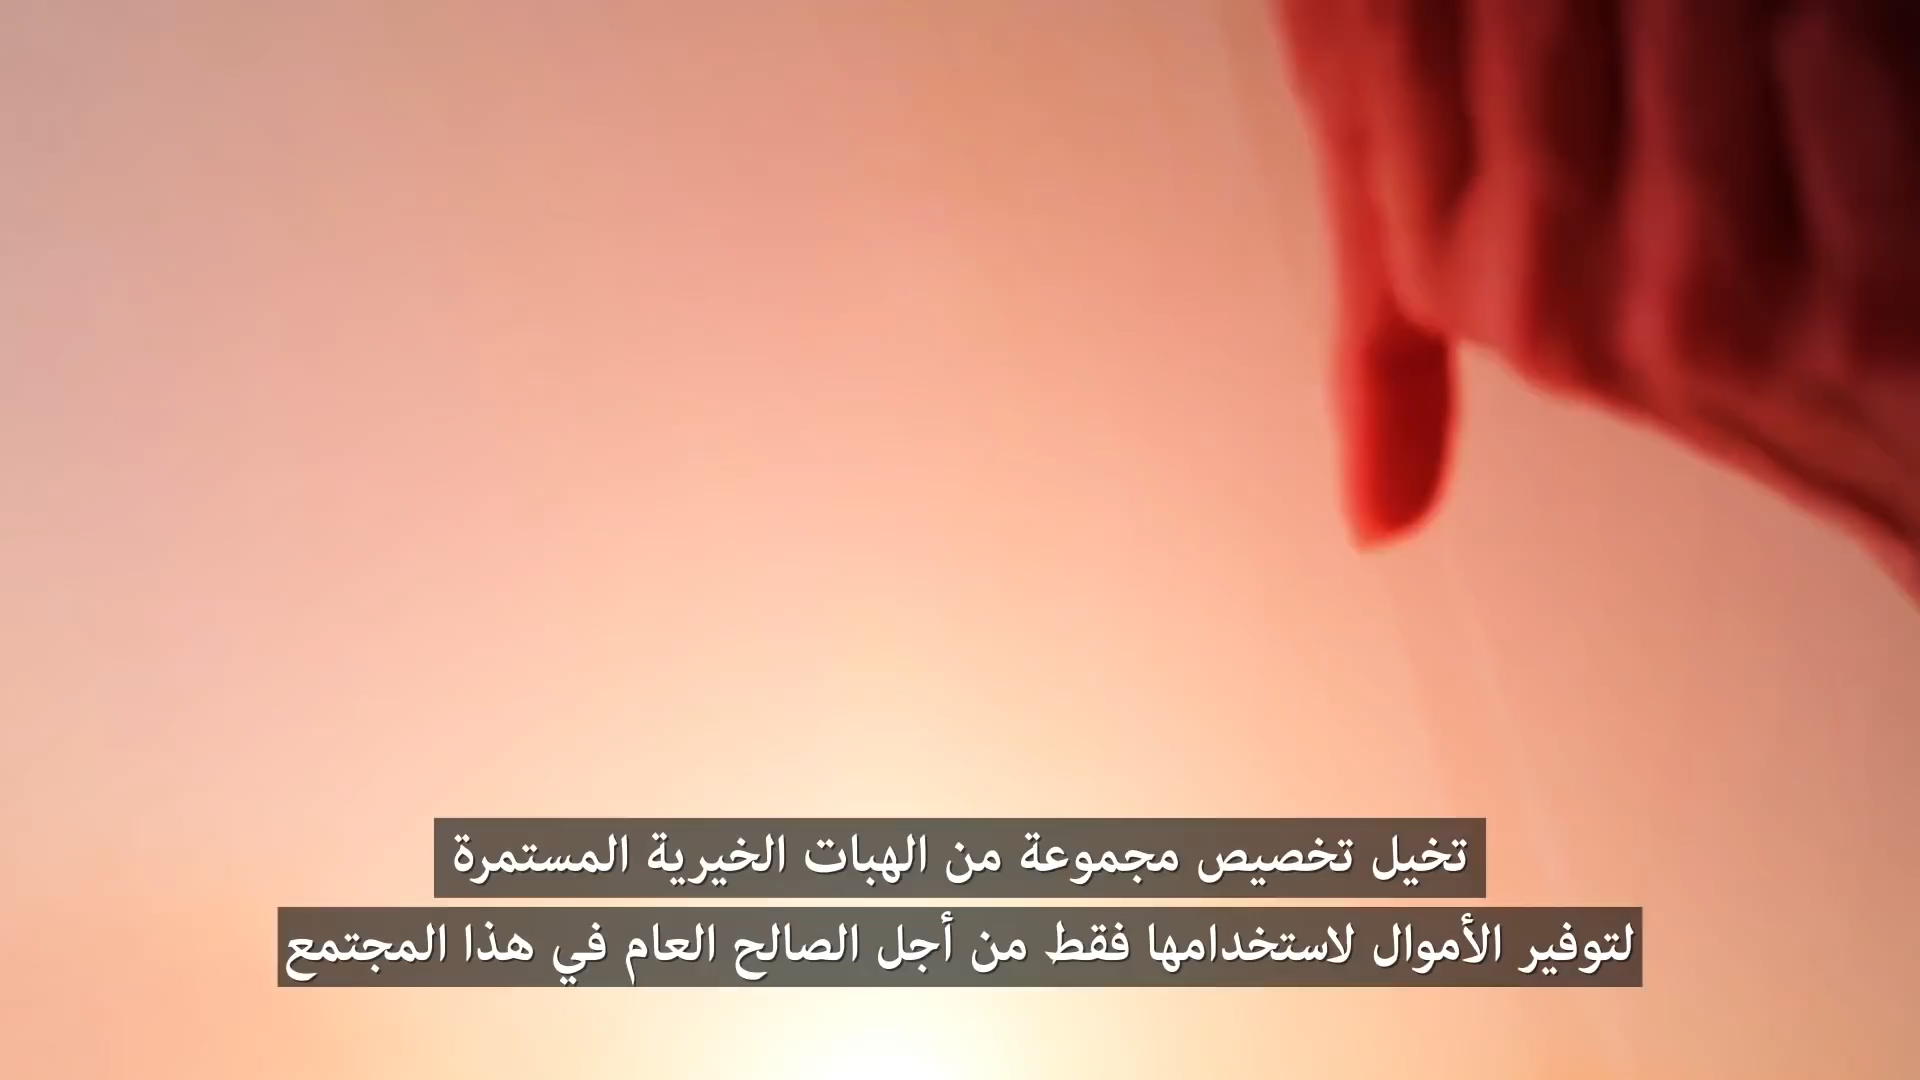 تخيل تخصيص مجموعة من الهبات الخيرية المستمرة
لتوفير الأموال لاستخدامها فقط من أجل الصالح العام في هذا المجتمع